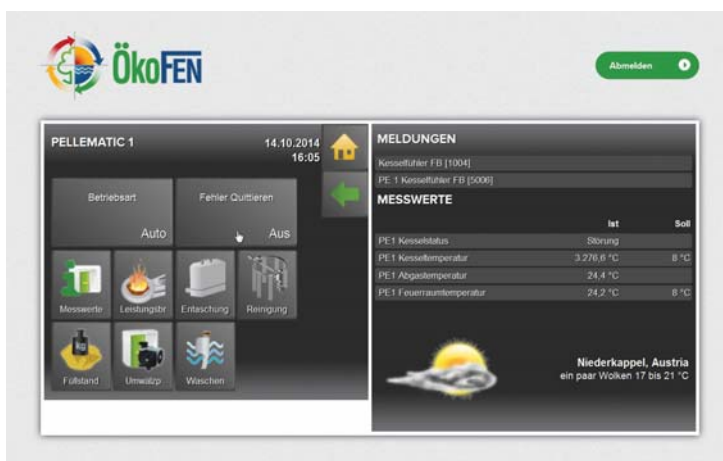 ÖkoFEN
Abmelden
PELLEMATIC 1
14.10.2014
16:05
Betriebsart
Auto
Fehler Quittieren
Aus
Messwerte
Leistungsbr
Entaschung
Reinigung
Füllstand
Umwälzp
Waschen
MELDUNGEN
Kesselfühler FB [1004]
PE 1 Kesselfühler FB [5006]
MESSWERTE
Ist Soll
PE1 Kesselstatus Störung
PE1 Kesseltemperatur 3.276,6 °C 8 °C
PE1 Abgastemperatur 24,4 °C
PE1 Feuerraumtemperatur 24,2 °C 8 °C
Niederkappel, Austria
ein paar Wolken 17 bis 21 °C